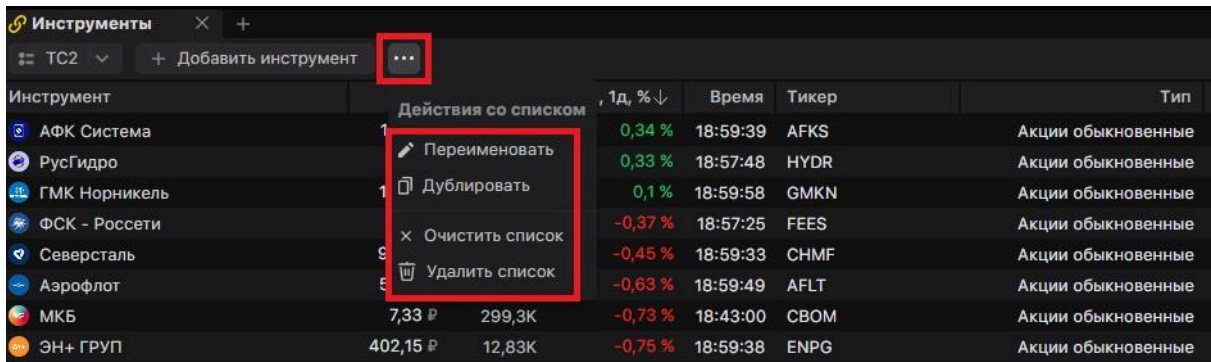 Инструменты
TC2 Добавить инструмент ...
Инструмент , 1д, % Время Тикер Тип
Действия со списком
Переименовать
Дублировать
Очистить список
Удалить список
АФК Система 1 0,34 % 18:59:39 AFKS Акции обыкновенные
РусГидро 0,33 % 18:57:48 HYDR Акции обыкновенные
ГМК Норникель 1 0,1 % 18:59:58 GMKN Акции обыкновенные
ФСК - Россети -0,37 % 18:57:25 FEES Акции обыкновенные
Северсталь 9 -0,45 % 18:59:33 CHMF Акции обыкновенные
Аэрофлот 5 -0,63 % 18:59:49 AFLT Акции обыкновенные
МКБ 7,33 ₽ 299,3K -0,73 % 18:43:00 CBOM Акции обыкновенные
ЭН+ ГРУП 402,15 ₽ 12,83K -0,75 % 18:59:38 ENPG Акции обыкновенные